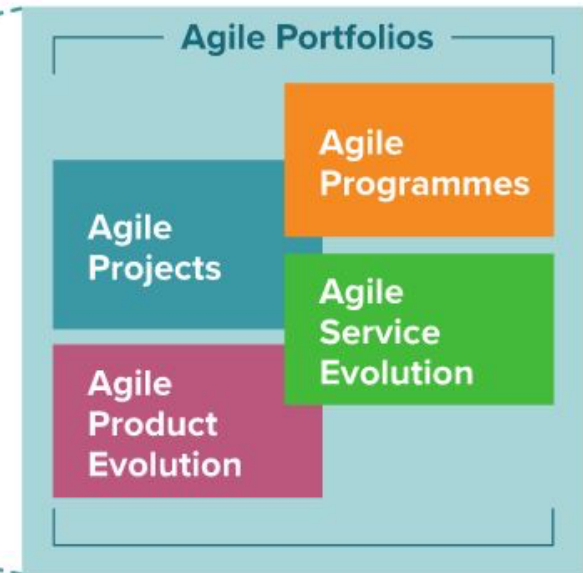 Agile Portfolios
Agile
Programmes
Agile
Projects
Agile
Service
Evolution
Agile
Product
Evolution